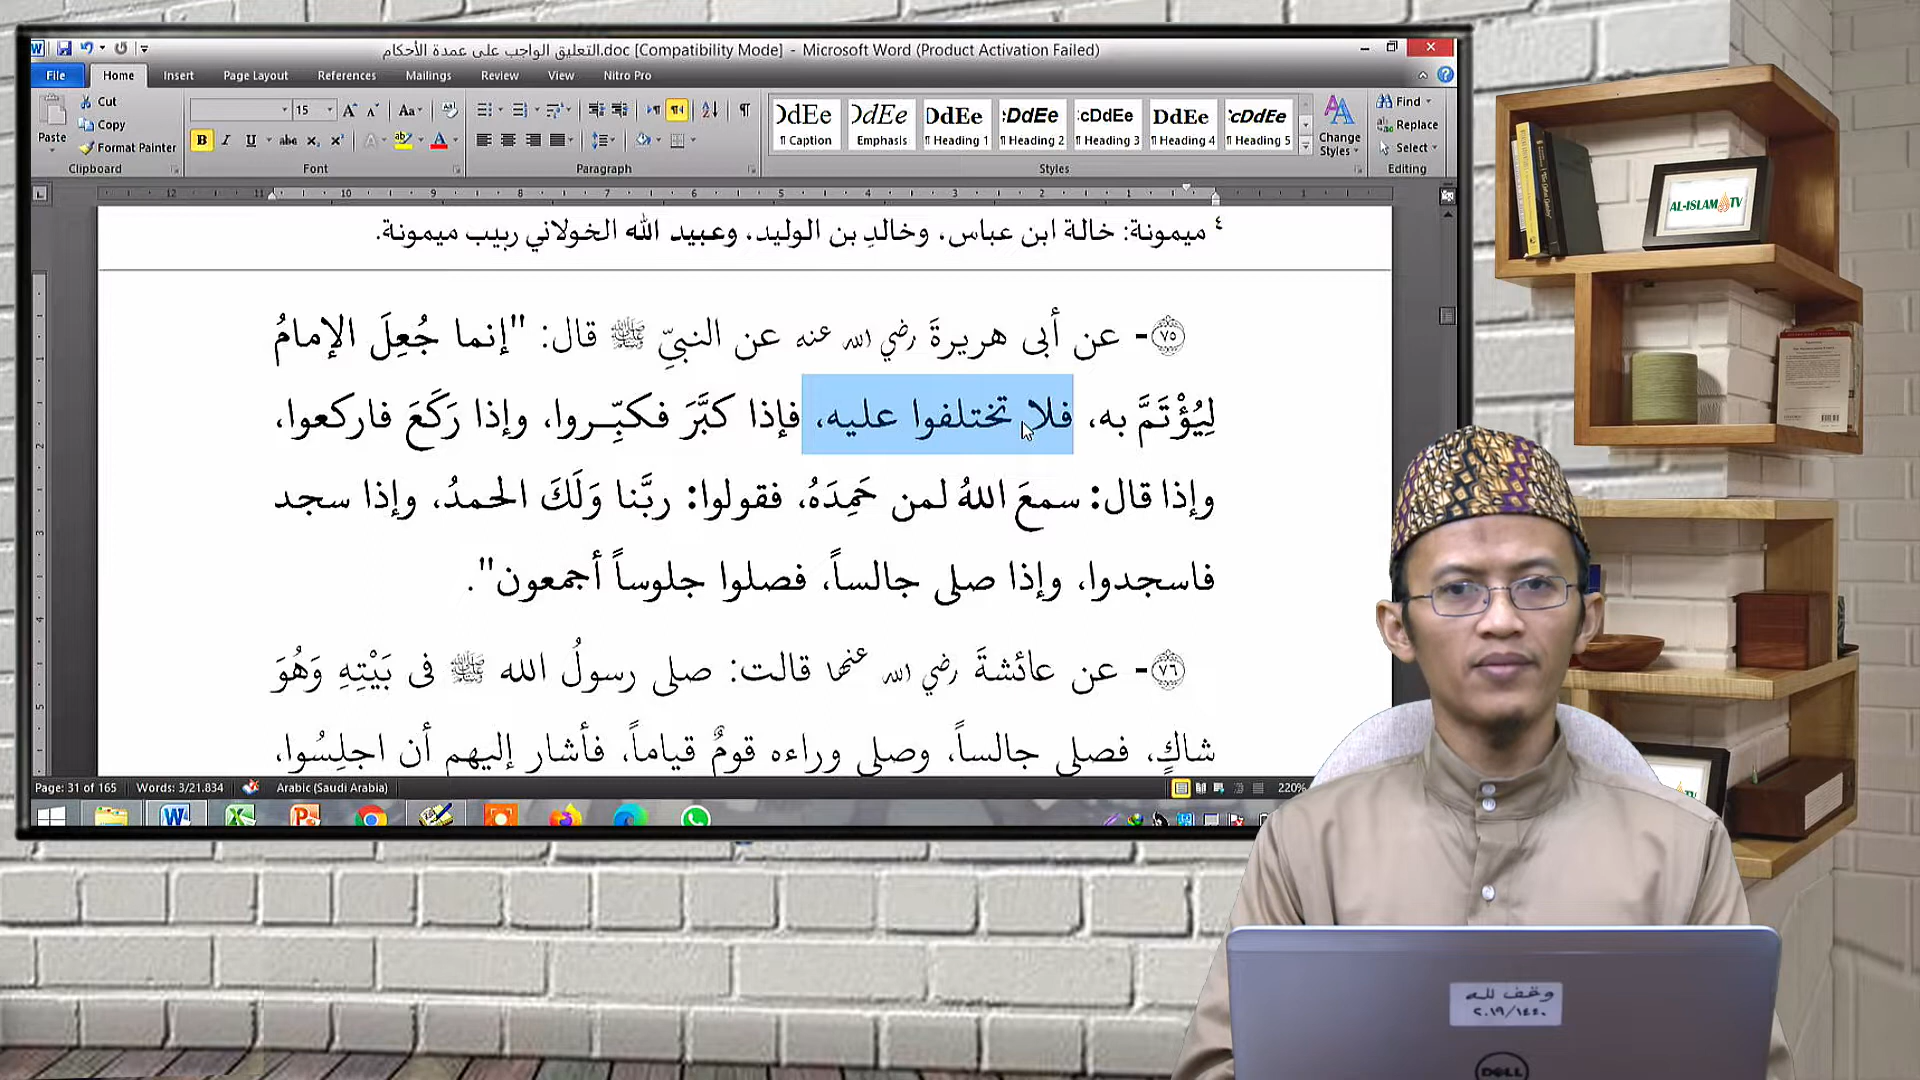 التعليق الواجب على عمدة الأحكام.doc [Compatibility Mode] - Microsoft Word (Product Activation Failed)
File Home Insert Page Layout References Mailings Review View Nitro Pro
Cut
Copy
Format Painter
Paste
15
Caption Emphasis Heading 1 Heading 2 Heading 3 Heading 4 Heading 5
Change Styles
Find
Replace
Select
Clipboard Font Paragraph Styles Editing
٤ ميمونة: خالة ابن عباس، وخالدِ بن الوليد، وعبيد الله الخولاني ربيب ميمونة.
٧٥- عن أبى هريرةَ رضي الله عنه عن النبيِّ ﷺ قال: "إنما جُعِلَ الإمامُ
لِيُؤْتَمَّ به، فلا تختلفوا عليه، فإذا كبَّرَ فكبِّـروا، وإذا رَكَعَ فاركعوا،
وإذا قال: سمعَ اللهُ لمن حَمِدَهُ، فقولوا: ربَّنا وَلَكَ الحمدُ، وإذا سجد
فاسجدوا، وإذا صلى جالساً، فصلوا جلوساً أجمعون".
٧٦- عن عائشةَ رضي الله عنها قالت: صلى رسولُ الله ﷺ فى بَيْتِهِ وَهُوَ
شاكٍ، فصلى جالساً، وصلى وراءه قومٌ قياماً، فأشار إليهم أن اجلِسُوا،
Page: 31 of 165 Words: 3/21.834 Arabic (Saudi Arabia) 220%
AL-ISLAM TV
وقف لله
٢٠١٩/١٤٤٠
DELL